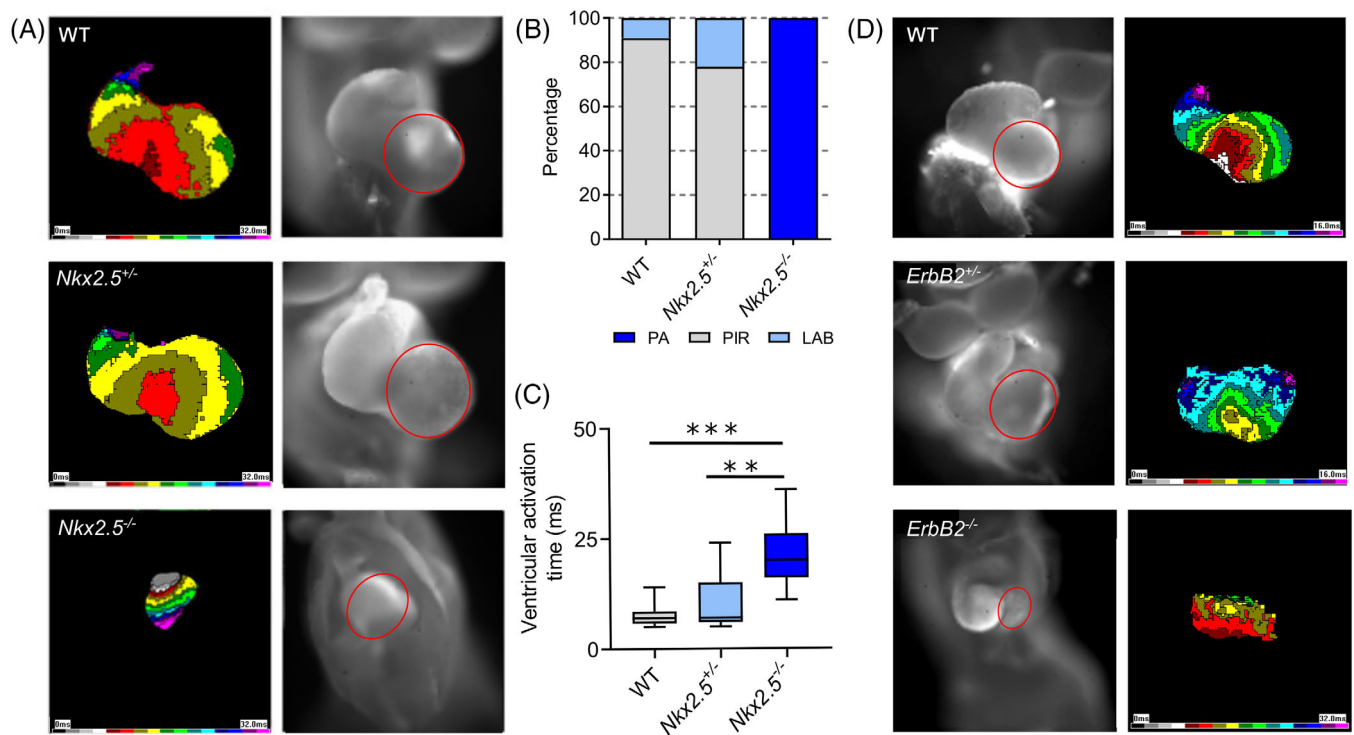 (A)
WT
0ms 32.0ms
Nkx2.5+/-
0ms 32.0ms
Nkx2.5-/-
0ms 32.0ms
(B)
Percentage
100
80
60
40
20
0
WT
Nkx2.5+/-
Nkx2.5-/-
PA PIR LAB
(C)
Ventricular activation
time (ms)
50
25
0
***
**
WT
Nkx2.5+/-
Nkx2.5-/-
(D)
WT
0ms 16.0ms
ErbB2+/-
0ms 16.0ms
ErbB2-/-
0ms 32.0ms